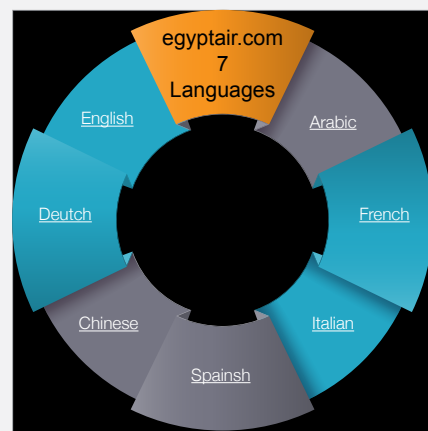 egyptair.com
7
Languages
Arabic
French
Italian
Spainsh
Chinese
Deutch
English